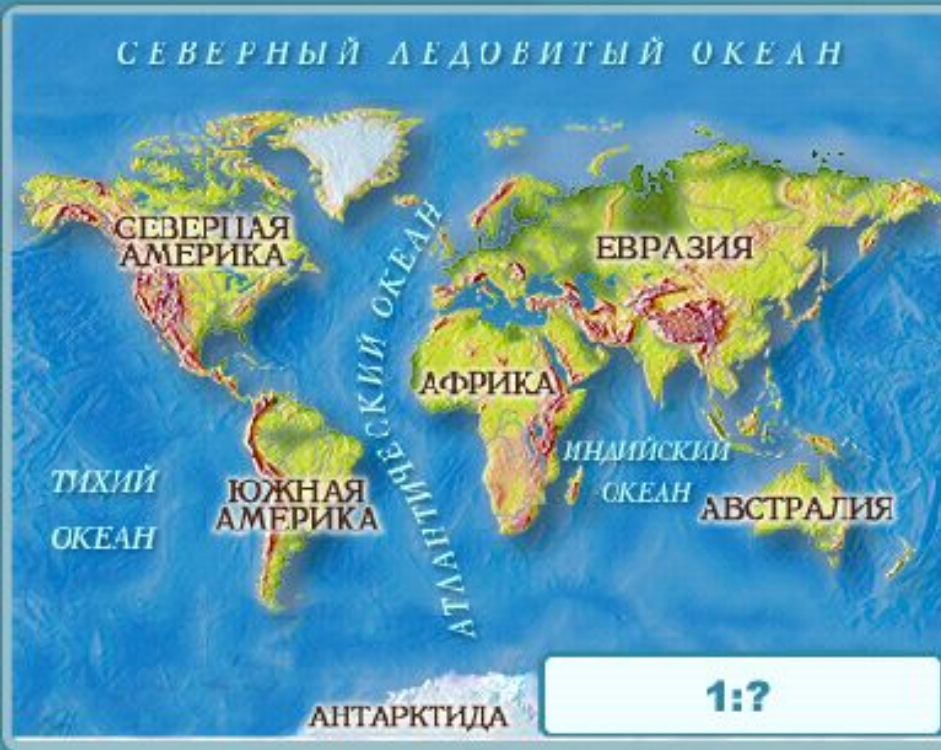 СЕВЕРНЫЙ ЛЕДОВИТЫЙ ОКЕАН
СЕВЕРНАЯ
АМЕРИКА
ЕВРАЗИЯ
АТЛАНТИЧЕСКИЙ ОКЕАН
АФРИКА
ИНДИЙСКИЙ
ОКЕАН
ТИХИЙ
ОКЕАН
ЮЖНАЯ
АМЕРИКА
АВСТРАЛИЯ
АНТАРКТИДА
1:?